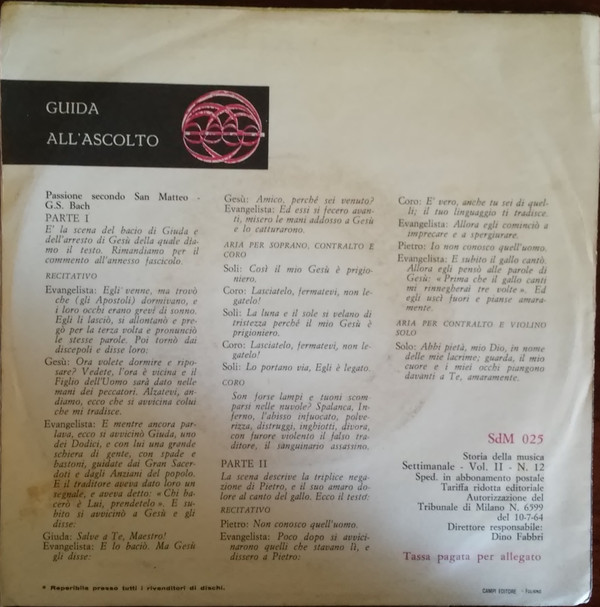 GUIDA
ALL'ASCOLTO
Passione secondo San Matteo -
G.S. Bach
PARTE I
E' la scena del bacio di Giuda e
dell'arresto di Gesù della quale dia-
mo il testo. Rimandiamo per il
commento all'annesso fascicolo.
RECITATIVO
Evangelista: Egli venne, ma trovò
che (gli Apostoli) dormivano, e
i loro occhi erano grevi di sonno.
Egli li lasciò, si allontanò e pre-
gò per la terza volta e pronunciò
le stesse parole. Poi tornò dai
discepoli e disse loro:
Gesù: Ora volete dormire e ripo-
sare? Vedete, l'ora è vicina e il
Figlio dell'Uomo sarà dato nelle
mani dei peccatori. Alzatevi, an-
diamo, ecco che si avvicina colui
che mi tradisce.
Evangelista: E mentre ancora par-
lava, ecco si avvicinò Giuda, uno
dei Dodici, e con lui una grande
schiera di gente, con spade e
bastoni, guidate dai Gran Sacer-
doti e dagli Anziani del popolo.
E il traditore aveva dato loro un
segnale, e aveva detto: « Chi ba-
cerò è Lui, prendetelo ». E su-
bito si avvicinò a Gesù e gli
disse:
Giuda: Salve a Te, Maestro!
Evangelista: E lo baciò. Ma Gesù
gli disse:
Gesù: Amico, perché sei venuto?
Evangelista: Ed essi si fecero avan-
ti, misero le mani addosso a Gesù
e lo catturarono.
ARIA PER SOPRANO, CONTRALTO E
CORO
Soli: Così il mio Gesù è prigio-
niero.
Coro: Lasciatelo, fermatevi, non le-
gatelo!
Soli: La luna e il sole si velano di
tristezza perché il mio Gesù è
prigioniero.
Coro: Lasciatelo, fermatevi, non le-
gatelo!
Soli: Lo portano via, Egli è legato.
CORO
Son forse lampi e tuoni scom-
parsi nelle nuvole? Spalanca, In-
ferno, l'abisso infuocato, polve-
rizza, distruggi, inghiotti, divora,
con furore violento il falso tra-
ditore, il sanguinario assassino.
PARTE II
La scena descrive la triplice nega-
zione di Pietro, e il suo amaro do-
lore al canto del gallo. Ecco il testo:
RECITATIVO
Pietro: Non conosco quell'uomo.
Evangelista: Poco dopo si avvici-
narono quelli che stavano lì, e
dissero a Pietro:
Coro: E' vero, anche tu sei di quel-
li; il tuo linguaggio ti tradisce.
Evangelista: Allora egli cominciò a
imprecare e a spergiurare.
Pietro: Io non conosco quell'uomo.
Evangelista: E subito il gallo cantò.
Allora egli pensò alle parole di
Gesù: « Prima che il gallo canti
mi rinnegherai tre volte ». Ed
egli uscì fuori e pianse amara-
mente.
ARIA PER CONTRALTO E VIOLINO
SOLO
Solo: Abbi pietà, mio Dio, in nome
delle mie lacrime; guarda, il mio
cuore e i miei occhi piangono
davanti a Te, amaramente.
SdM 025
Storia della musica
Settimanale - Vol. II - N. 12
Sped. in abbonamento postale
Tariffa ridotta editoriale
Autorizzazione del
Tribunale di Milano N. 6399
del 10-7-64
Direttore responsabile:
Dino Fabbri
Tassa pagata per allegato
* Reperibile presso tutti i rivenditori di dischi.
CAMPI EDITORE - FOLIGNO